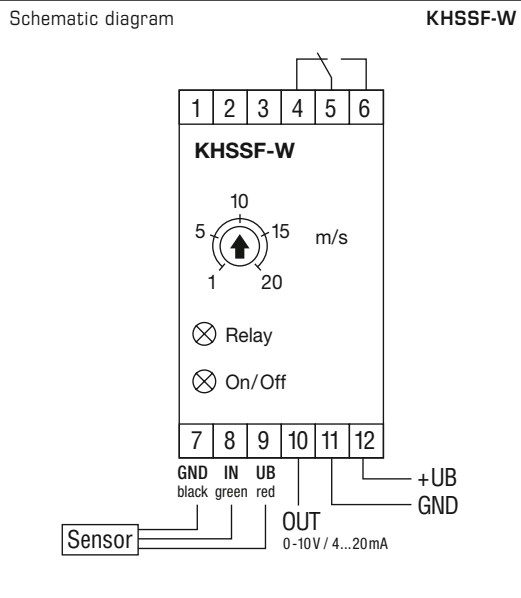 Schematic diagram KHSSF-W
1 2 3 4 5 6
KHSSF-W
10
5 15 m/s
1 20
Relay
On/Off
7 8 9 10 11 12
GND IN UB +UB
black green red GND
OUT
Sensor 0-10V / 4...20mA